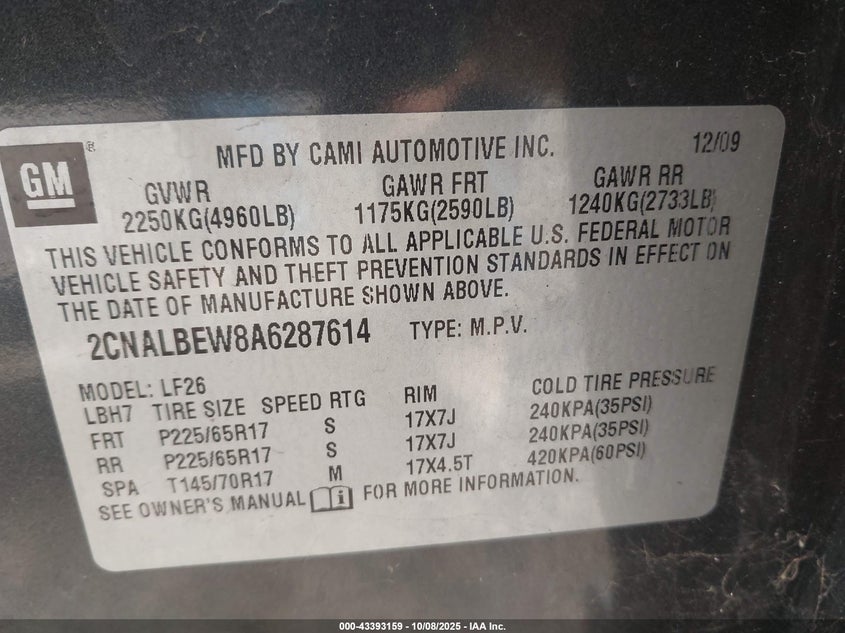 GM ®
MFD BY CAMI AUTOMOTIVE INC. 12/09
GVWR GAWR FRT GAWR RR
2250KG(4960LB) 1175KG(2590LB) 1240KG(2733LB)
THIS VEHICLE CONFORMS TO ALL APPLICABLE U.S. FEDERAL MOTOR
VEHICLE SAFETY AND THEFT PREVENTION STANDARDS IN EFFECT ON
THE DATE OF MANUFACTURE SHOWN ABOVE.
2CNALBEW8A6287614 TYPE: M.P.V.
MODEL: LF26
LBH7 TIRE SIZE SPEED RTG RIM COLD TIRE PRESSURE
FRT P225/65R17 S 17X7J 240KPA(35PSI)
RR P225/65R17 S 17X7J 240KPA(35PSI)
SPA T145/70R17 M 17X4.5T 420KPA(60PSI)
SEE OWNER'S MANUAL i FOR MORE INFORMATION.
000-43393159 - 10/08/2025 - IAA Inc.